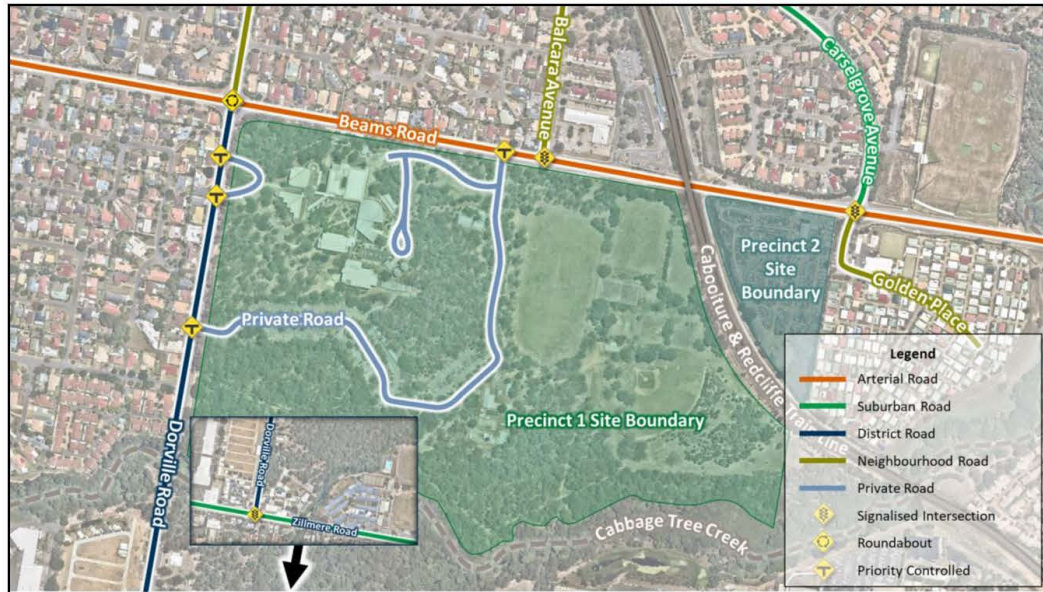 Beams Road
Balcara Avenue
Carselgrove Avenue
Precinct 2
Site
Boundary
Golden Place
Caboolture & Redcliffe Train Line
Private Road
Precinct 1 Site Boundary
Dorville Road
Dorville Road
Zillmere Road
Cabbage Tree Creek
Legend
Arterial Road
Suburban Road
District Road
Neighbourhood Road
Private Road
Signalised Intersection
Roundabout
Priority Controlled